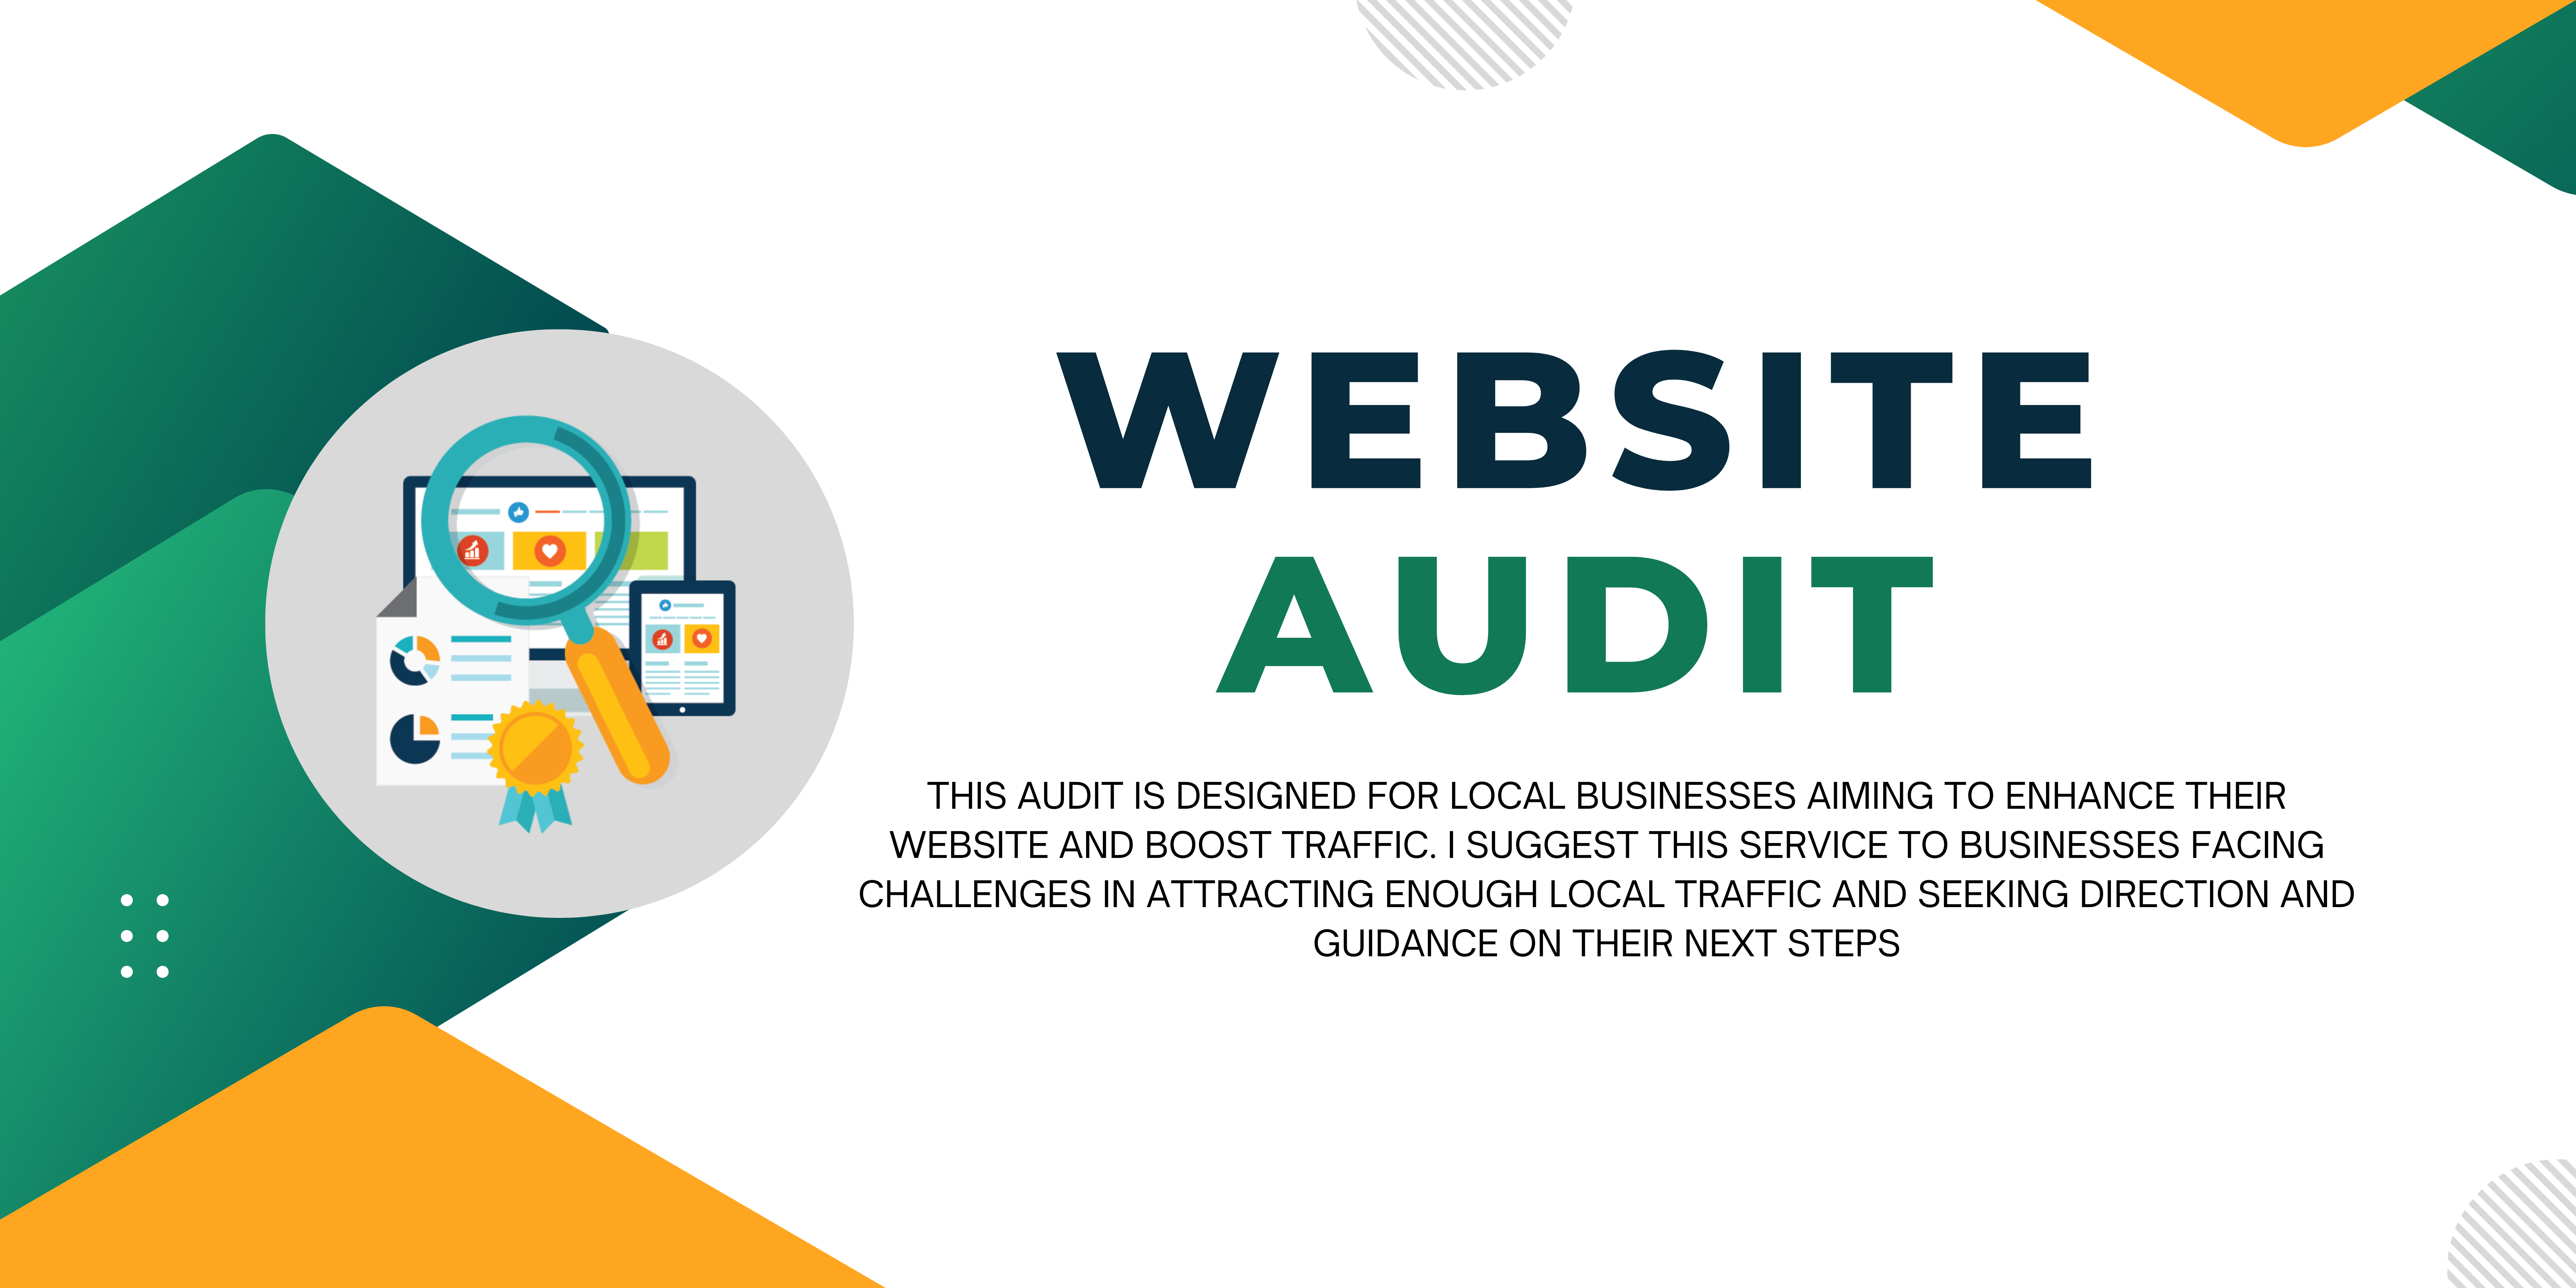 WEBSITE
AUDIT
THIS AUDIT IS DESIGNED FOR LOCAL BUSINESSES AIMING TO ENHANCE THEIR
WEBSITE AND BOOST TRAFFIC. I SUGGEST THIS SERVICE TO BUSINESSES FACING
CHALLENGES IN ATTRACTING ENOUGH LOCAL TRAFFIC AND SEEKING DIRECTION AND
GUIDANCE ON THEIR NEXT STEPS